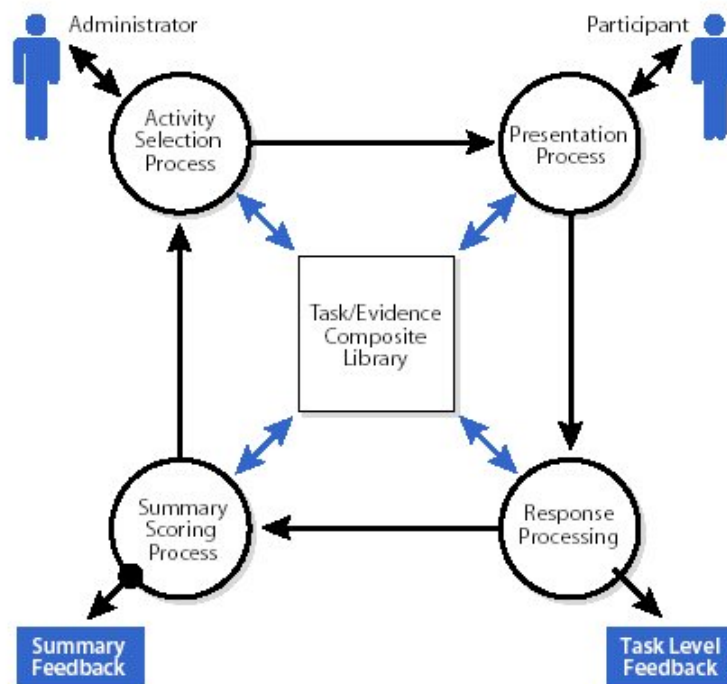 Administrator
Participant
Activity
Selection
Process
Presentation
Process
Task/Evidence
Composite
Library
Summary
Scoring
Process
Response
Processing
Summary
Feedback
Task Level
Feedback